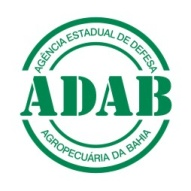 AGÊNCIA ESTADUAL DE DEFESA
ADAB
AGROPECUÁRIA DA BAHIA